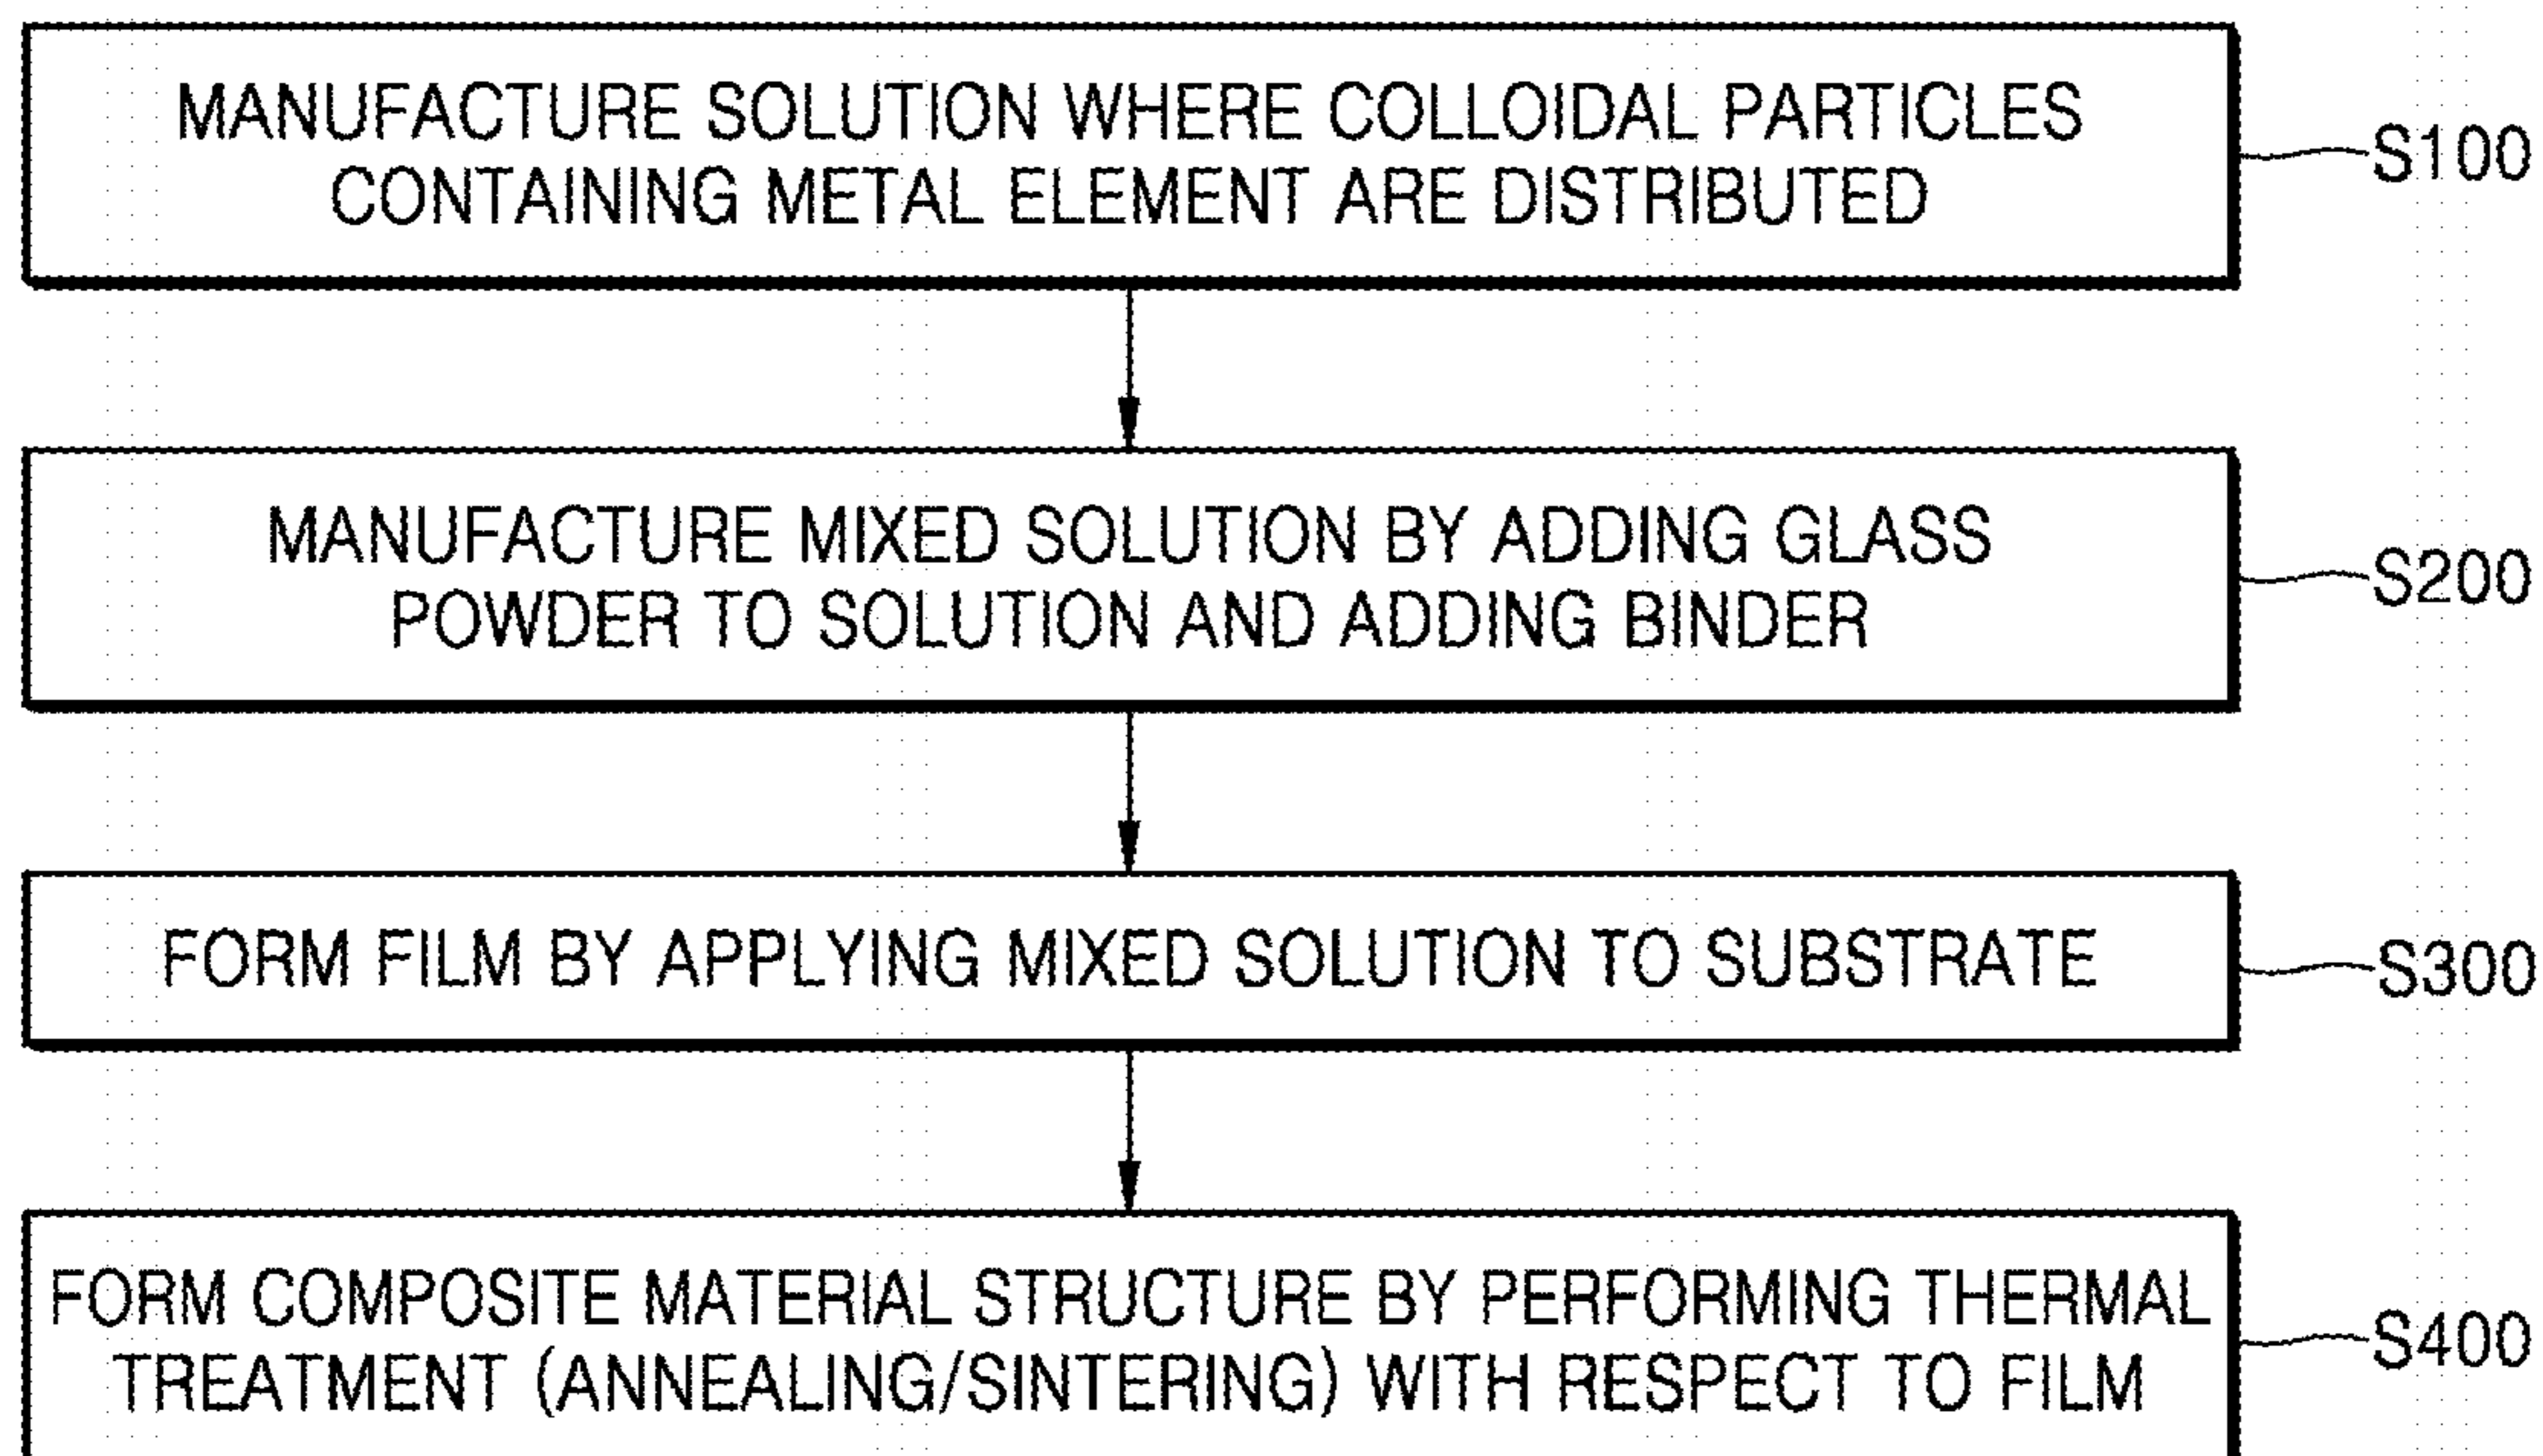 MANUFACTURE SOLUTION WHERE COLLOIDAL PARTICLES
CONTAINING METAL ELEMENT ARE DISTRIBUTED
S100
MANUFACTURE MIXED SOLUTION BY ADDING GLASS
POWDER TO SOLUTION AND ADDING BINDER
S200
FORM FILM BY APPLYING MIXED SOLUTION TO SUBSTRATE
S300
FORM COMPOSITE MATERIAL STRUCTURE BY PERFORMING THERMAL
TREATMENT (ANNEALING/SINTERING) WITH RESPECT TO FILM
S400